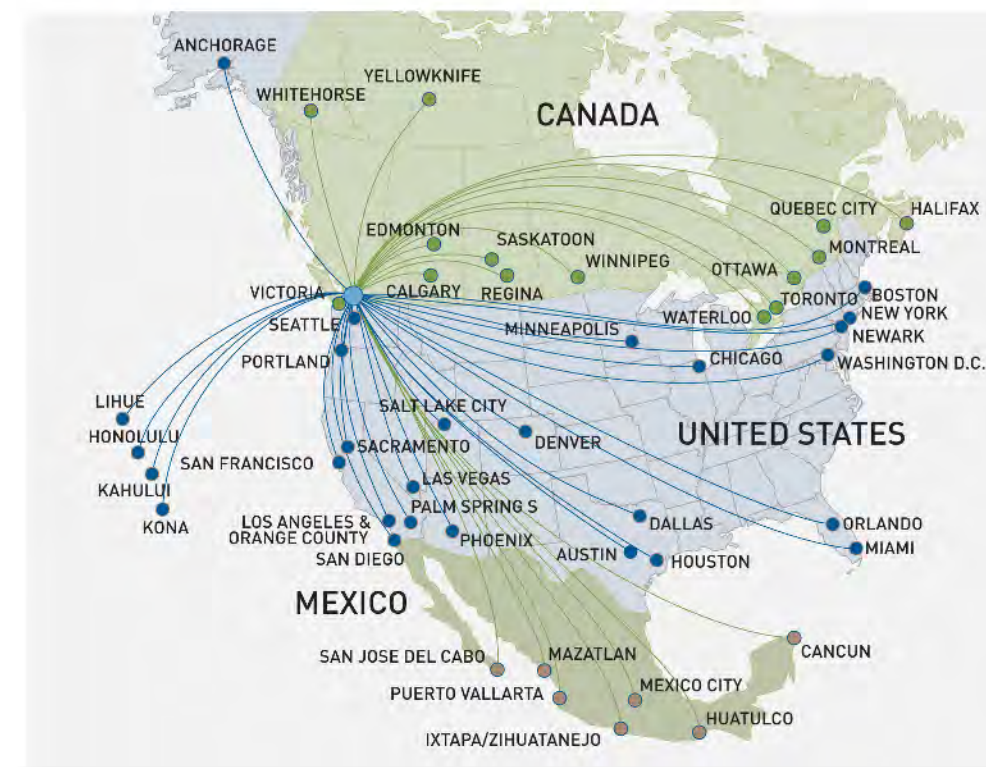 ANCHORAGE
YELLOWKNIFE
WHITEHORSE
CANADA
QUEBEC CITY
HALIFAX
EDMONTON
SASKATOON
MONTREAL
WINNIPEG
OTTAWA
VICTORIA
CALGARY
REGINA
TORONTO
BOSTON
NEW YORK
WATERLOO
SEATTLE
MINNEAPOLIS
NEWARK
PORTLAND
CHICAGO
WASHINGTON D.C.
LIHUE
SALT LAKE CITY
HONOLULU
DENVER
UNITED STATES
SACRAMENTO
SAN FRANCISCO
KAHULUI
LAS VEGAS
PALM SPRING S
KONA
LOS ANGELES &
ORANGE COUNTY
DALLAS
ORLANDO
PHOENIX
SAN DIEGO
AUSTIN
HOUSTON
MIAMI
MEXICO
CANCUN
SAN JOSE DEL CABO
MAZATLAN
PUERTO VALLARTA
MEXICO CITY
HUATULCO
IXTAPA/ZIHUATANEJO